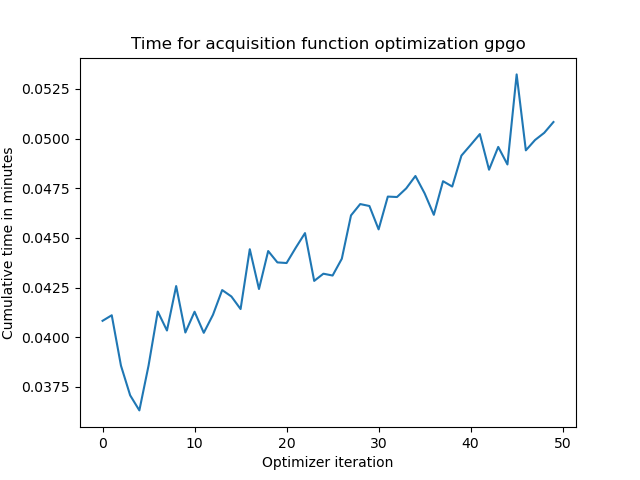 Time for acquisition function optimization gpgo
0.0525
0.0500
0.0475
0.0450
0.0425
0.0400
0.0375
Cumulative time in minutes
0 10 20 30 40 50
Optimizer iteration